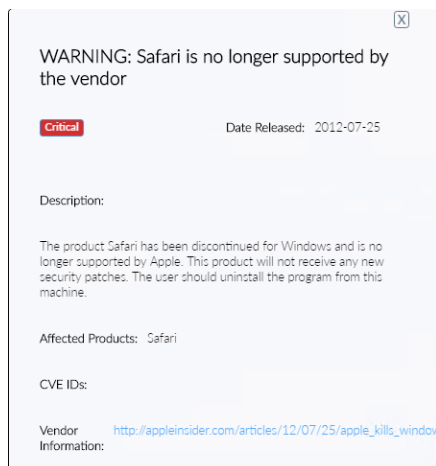 X
WARNING: Safari is no longer supported by
the vendor
Critical
Date Released: 2012-07-25
Description:
The product Safari has been discontinued for Windows and is no
longer supported by Apple. This product will not receive any new
security patches. The user should uninstall the program from this
machine.
Affected Products: Safari
CVE IDs:
Vendor http://appleinsider.com/articles/12/07/25/apple_kills_window
Information: